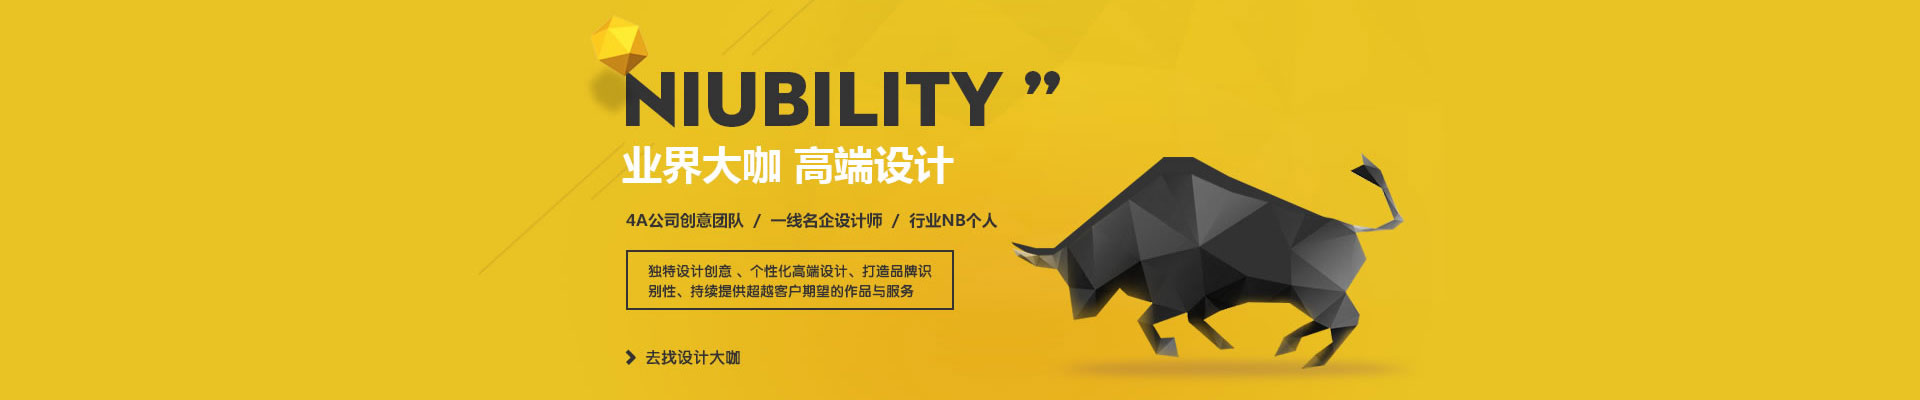 NIUBILITY ”
业界大咖 高端设计
4A公司创意团队 / 一线名企设计师 / 行业NB个人
独特设计创意 、个性化高端设计、打造品牌识
别性、持续提供超越客户期望的作品与服务
去找设计大咖